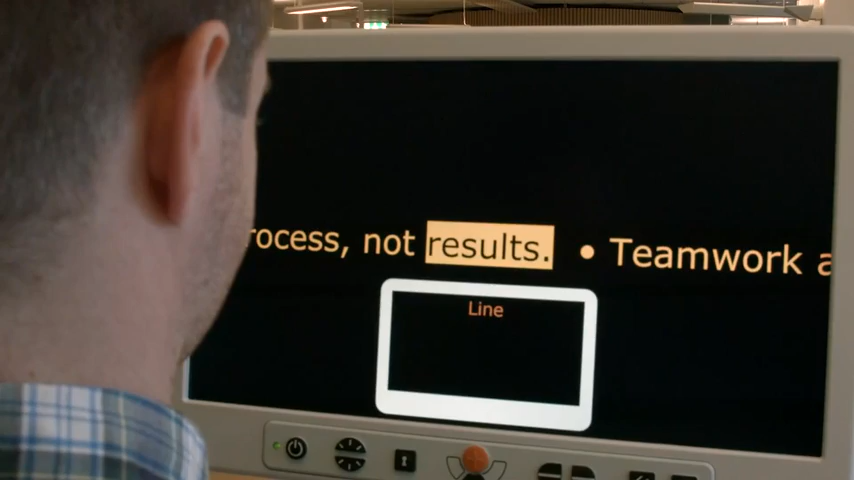 rocess, not results. • Teamwork a
Line